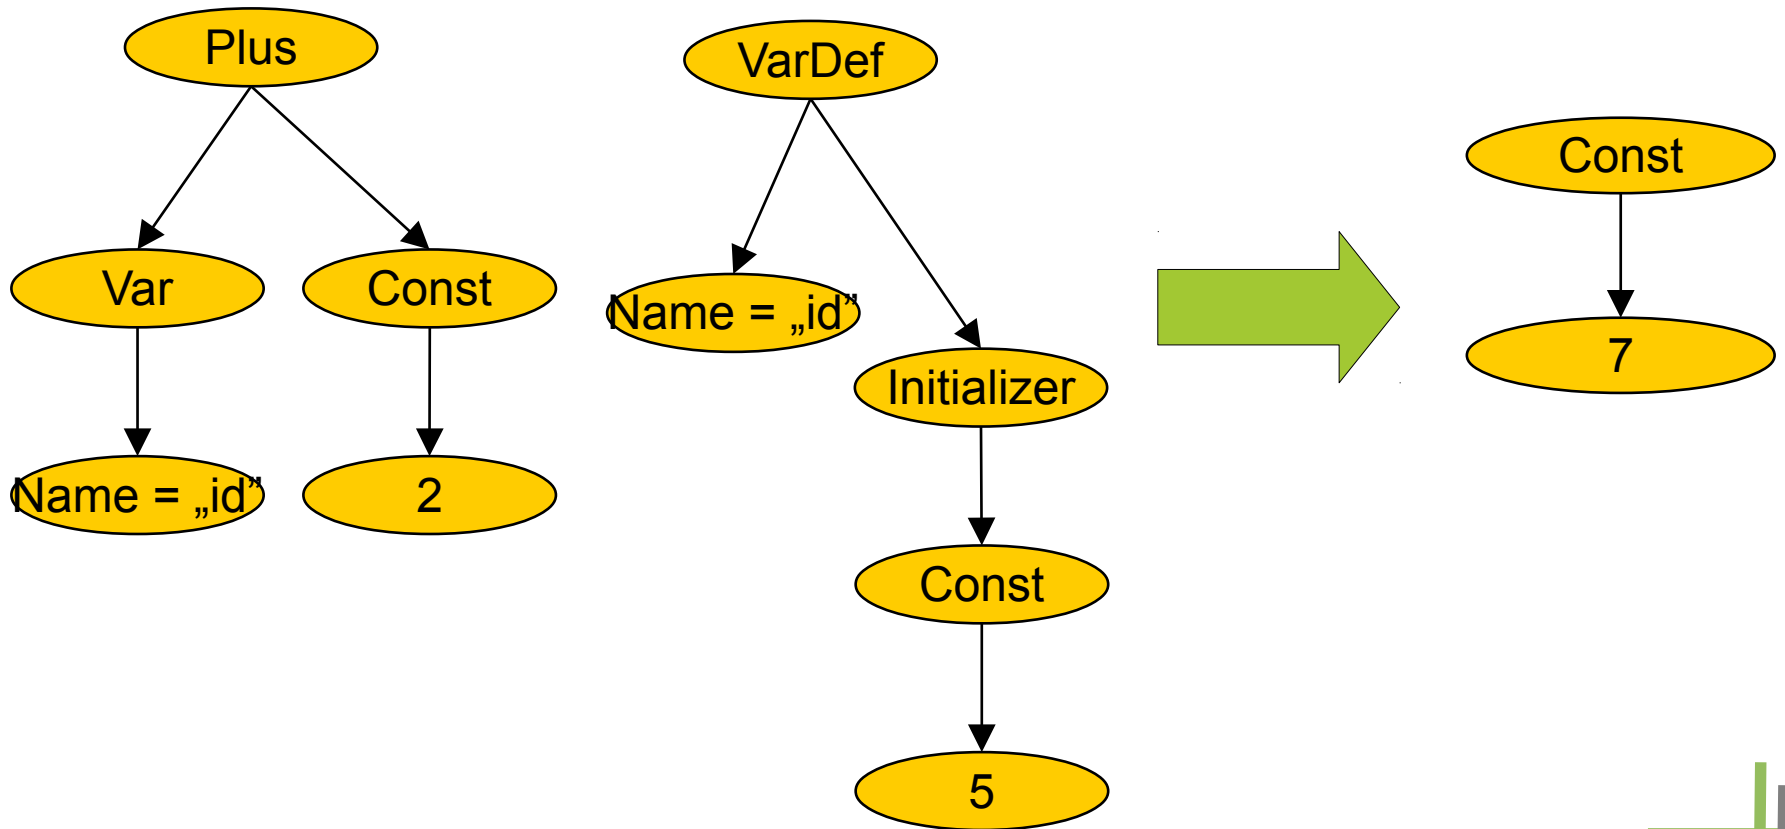 Plus
VarDef
Const
Var
Const
Name = „id”
7
Initializer
Name = „id”
2
Const
5